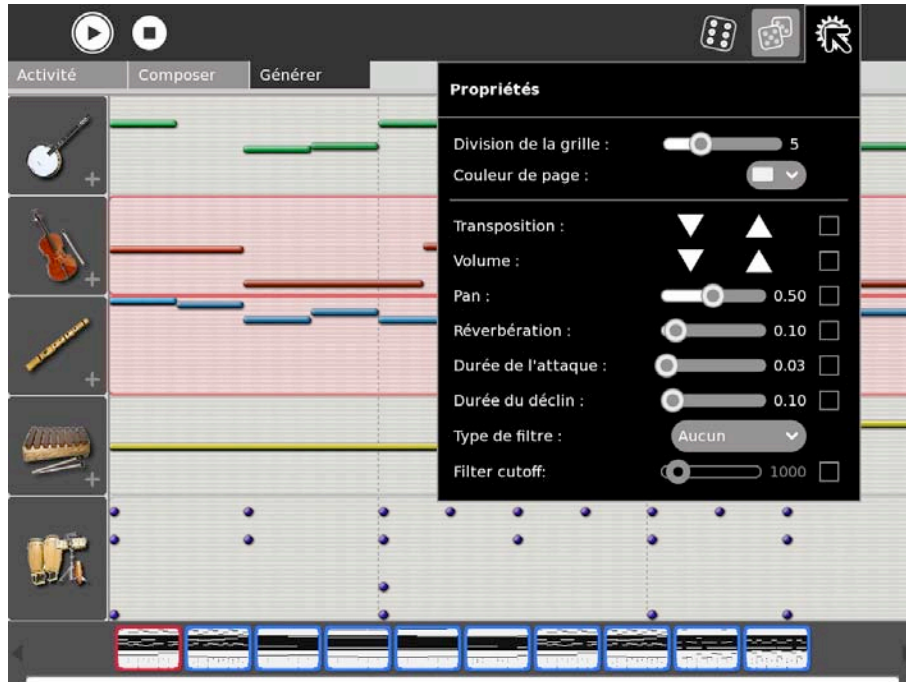 Activité Composer Générer
Propriétés
Division de la grille : 5
Couleur de page :
Transposition :
Volume :
Pan : 0.50
Réverbération : 0.10
Durée de l'attaque : 0.03
Durée du déclin : 0.10
Type de filtre : Aucun
Filter cutoff: 1000